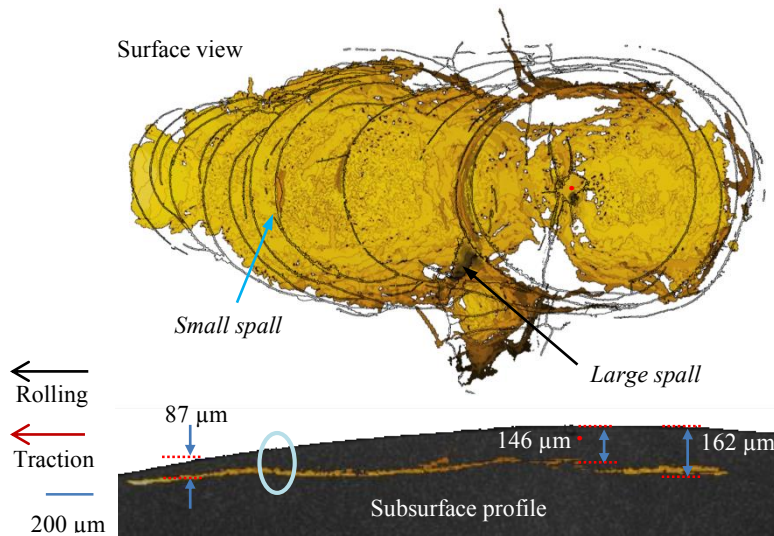 Surface view
Small spall
Large spall
Rolling
87 µm
Traction
146 µm
162 µm
200 µm
Subsurface profile